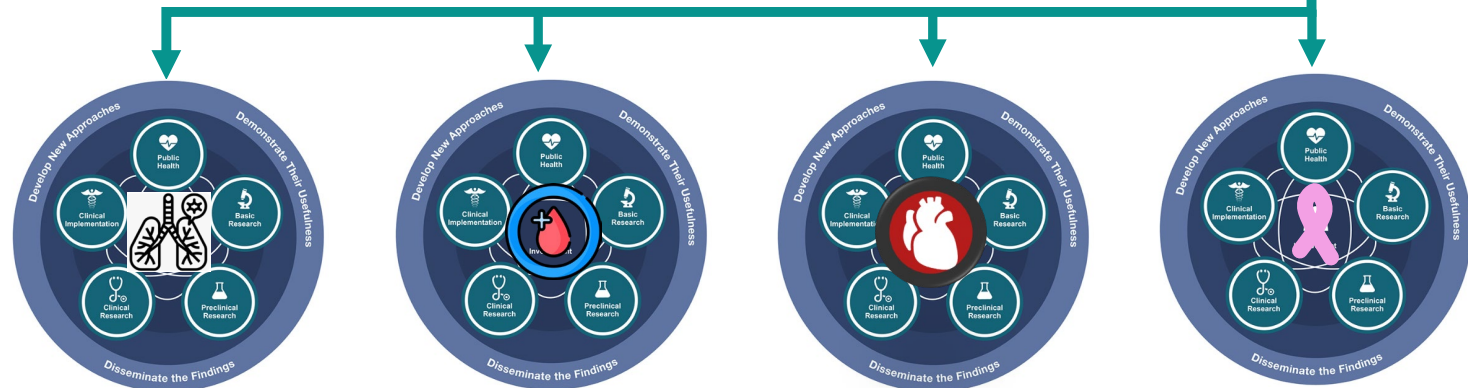 Develop New Approaches
Demonstrate Their Usefulness
Public
Health
Clinical
Implementation
Basic
Research
Clinical
Research
Preclinical
Research
Disseminate the Findings
Develop New Approaches
Demonstrate Their Usefulness
Public
Health
Clinical
Implementation
Basic
Research
Clinical
Research
Preclinical
Research
Disseminate the Findings
Develop New Approaches
Demonstrate Their Usefulness
Public
Health
Clinical
Implementation
Basic
Research
Clinical
Research
Preclinical
Research
Disseminate the Findings
Develop New Approaches
Demonstrate Their Usefulness
Public
Health
Clinical
Implementation
Basic
Research
Clinical
Research
Preclinical
Research
Disseminate the Findings